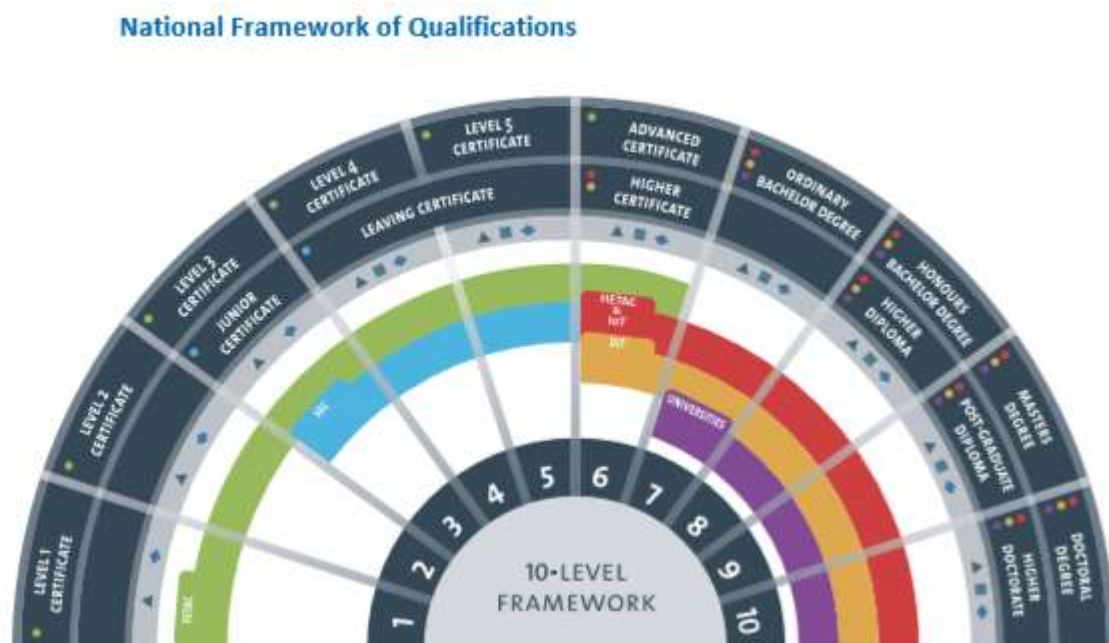 National Framework of Qualifications
LEVEL 1
CERTIFICATE
LEVEL 2
CERTIFICATE
LEVEL 3
CERTIFICATE
JUNIOR
CERTIFICATE
LEVEL 4
CERTIFICATE
LEVEL 5
CERTIFICATE
LEAVING CERTIFICATE
ADVANCED
CERTIFICATE
HIGHER
CERTIFICATE
ORDINARY
BACHELOR DEGREE
HONOURS
BACHELOR DEGREE
HIGHER
DIPLOMA
MASTERS
DEGREE
POST-GRADUATE
DIPLOMA
DOCTORAL
DEGREE
HIGHER
DOCTORATE
FETAC
HETAC
&
IoT
UNIVERSITIES
1
2
3
4
5
6
7
8
9
10
10-LEVEL
FRAMEWORK